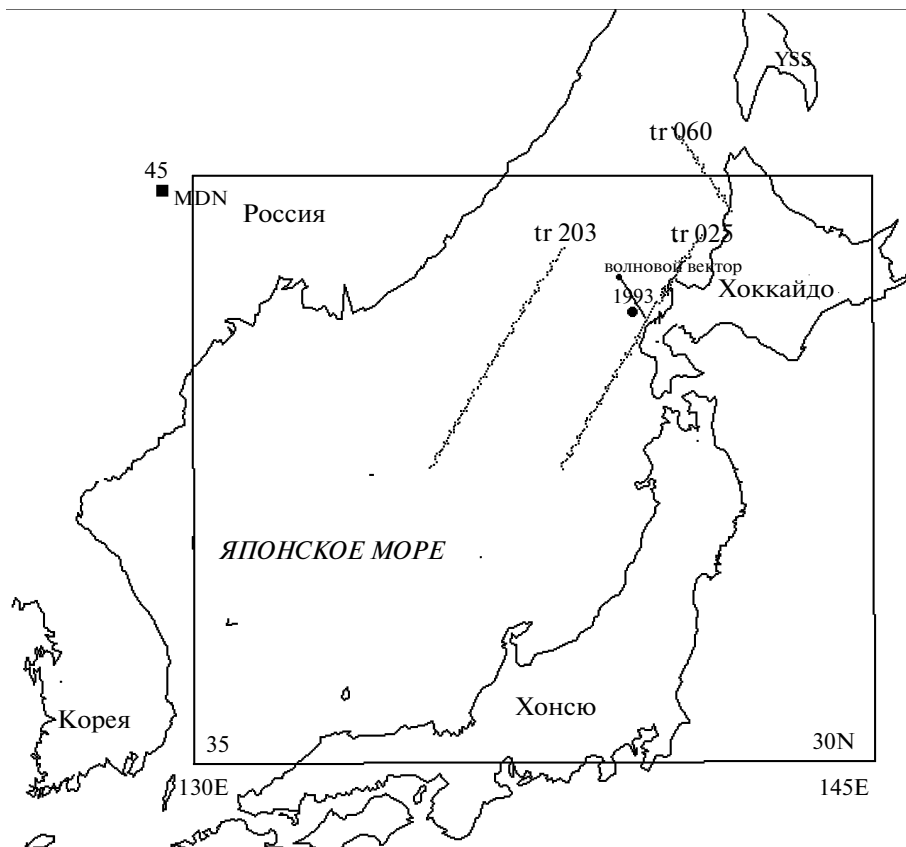 YSS
tr 060
45
MDN
Россия
tr 203
tr 025
волновой вектор
1993
Хоккайдо
ЯПОНСКОЕ МОРЕ
Корея
Хонсю
35
30N
130E
145E